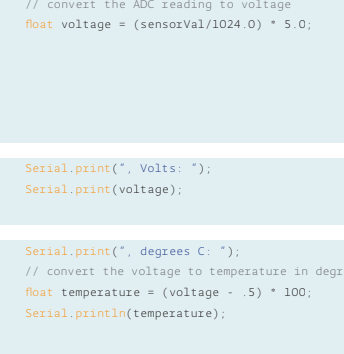 // convert the ADC reading to voltage
float voltage = (sensorVal/1024.0) * 5.0;
Serial.print(“, Volts: “);
Serial.print(voltage);
Serial.print(“, degrees C: “);
// convert the voltage to temperature in degr
float temperature = (voltage - .5) * 100;
Serial.println(temperature);